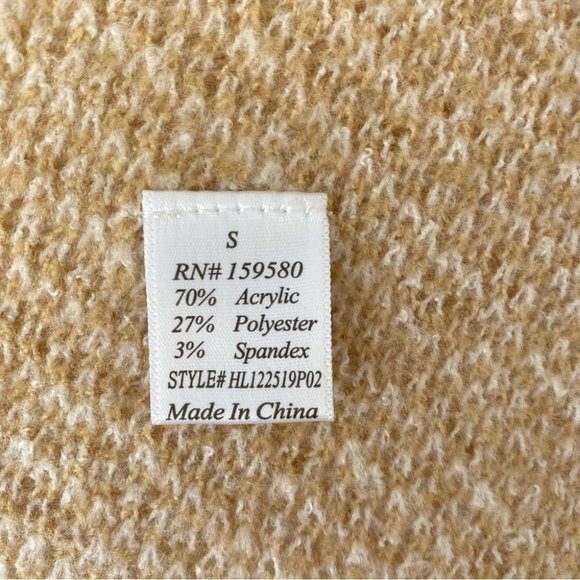 S
RN# 159580
70% Acrylic
27% Polyester
3% Spandex
STYLE# HL122519P02
Made In China